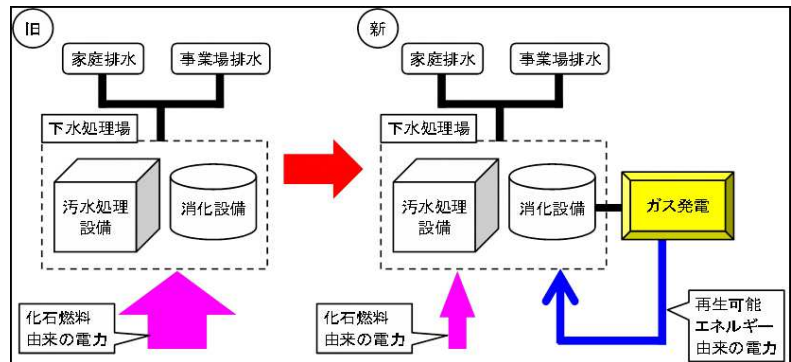 旧
家庭排水
事業場排水
下水処理場
汚水処理
設備
消化設備
化石燃料
由来の電力
新
家庭排水
事業場排水
下水処理場
汚水処理
設備
消化設備
ガス発電
化石燃料
由来の電力
再生可能
エネルギー
由来の電力